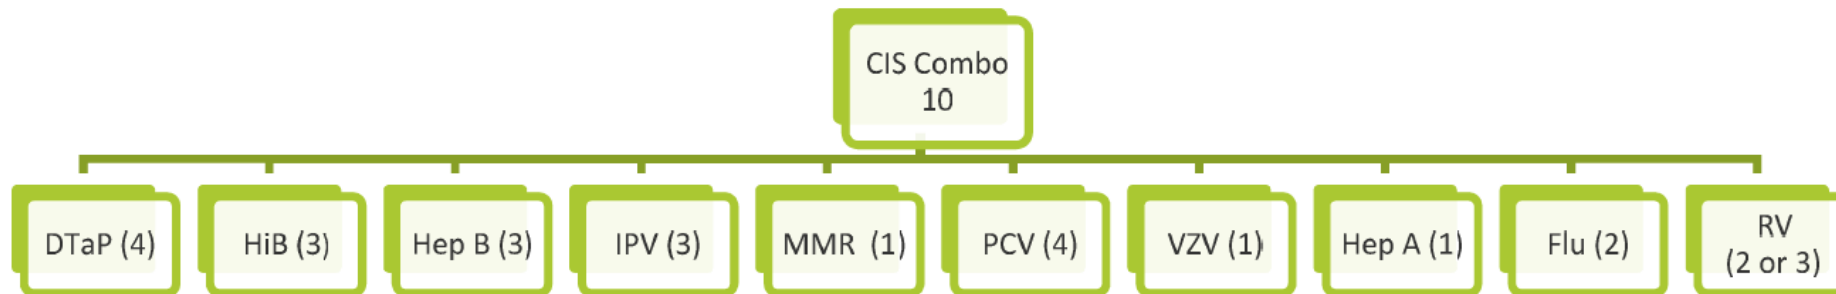 CIS Combo
10
DTaP (4)
HiB (3)
Hep B (3)
IPV (3)
MMR (1)
PCV (4)
VZV (1)
Hep A (1)
Flu (2)
RV
(2 or 3)